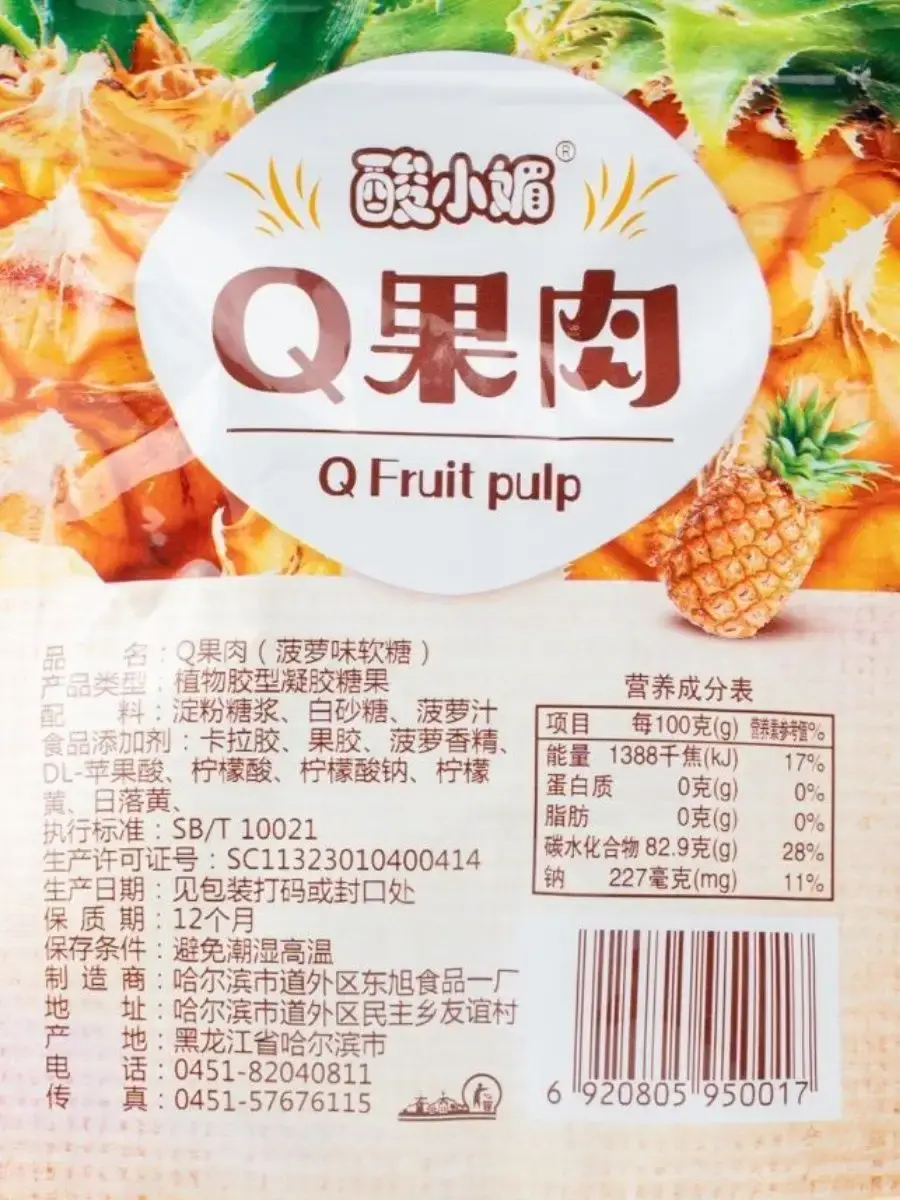 酸小媚®
Q果肉
Q Fruit pulp
品 名：Q果肉（菠萝味软糖）
产品类型：植物胶型凝胶糖果
配 料：淀粉糖浆、白砂糖、菠萝汁
食品添加剂：卡拉胶、果胶、菠萝香精、
DL-苹果酸、柠檬酸、柠檬酸钠、柠檬
黄、日落黄、
执行标准：SB/T 10021
生产许可证号：SC11323010400414
生产日期：见包装打码或封口处
保 质 期：12个月
保存条件：避免潮湿高温
制 造 商：哈尔滨市道外区东旭食品一厂
地 址：哈尔滨市道外区民主乡友谊村
产 地：黑龙江省哈尔滨市
电 话：0451-82040811
传 真：0451-57676115
营养成分表
项目 每100克(g) 营养素参考值%
能量 1388千焦(kJ) 17%
蛋白质 0克(g) 0%
脂肪 0克(g) 0%
碳水化合物 82.9克(g) 28%
钠 227毫克(mg) 11%
6 920805 950017